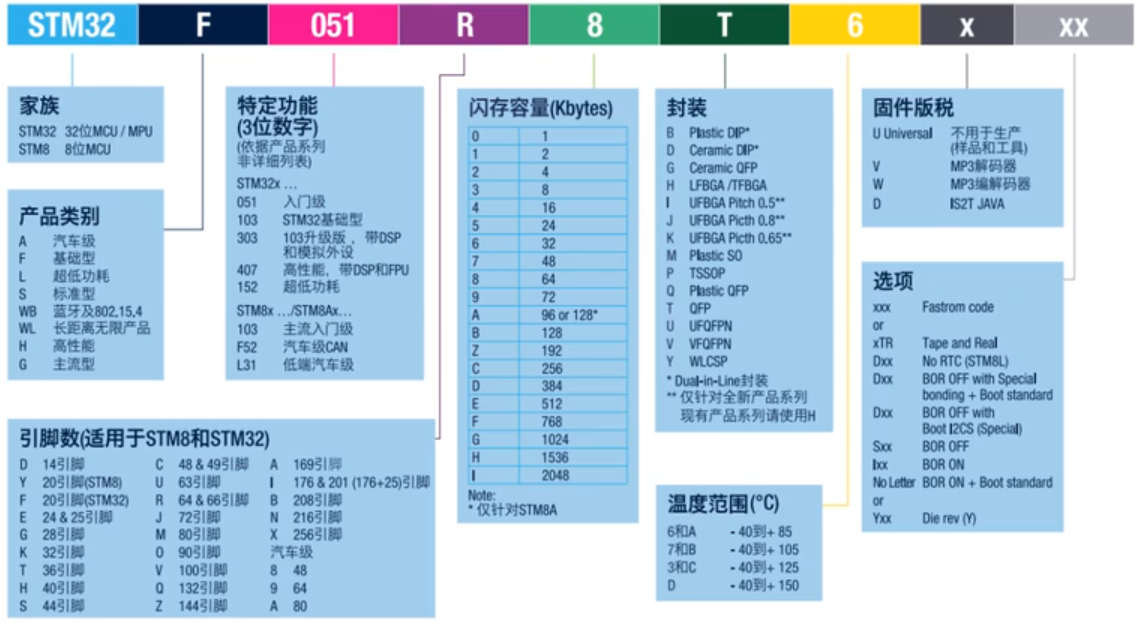 STM32 F 051 R 8 T 6 x xx
家族
STM32 32位MCU / MPU
STM8 8位MCU
产品类别
A 汽车级
F 基础型
L 超低功耗
S 标准型
WB 蓝牙及802.15.4
WL 长距离无限产品
H 高性能
G 主流型
特定功能
(3位数字)
(依据产品系列
非详细列表)
STM32x ...
051 入门级
103 STM32基础型
303 103升级版，带DSP
和模拟外设
407 高性能，带DSP和FPU
152 超低功耗
STM8x .../STM8Ax...
103 主流入门级
F52 汽车级CAN
L31 低端汽车级
引脚数(适用于STM8和STM32)
D 14引脚
Y 20引脚(STM8)
F 20引脚(STM32)
E 24 & 25引脚
G 28引脚
K 32引脚
T 36引脚
H 40引脚
S 44引脚
C 48 & 49引脚
U 63引脚
R 64 & 66引脚
J 72引脚
M 80引脚
O 90引脚
V 100引脚
Q 132引脚
Z 144引脚
A 169引脚
I 176 & 201 (176+25)引脚
B 208引脚
N 216引脚
X 256引脚
汽车级
8 48
9 64
A 80
闪存容量(Kbytes)
0 1
1 2
2 4
3 8
4 16
5 24
6 32
7 48
8 64
9 72
A 96 or 128*
B 128
Z 192
C 256
D 384
E 512
F 768
G 1024
H 1536
I 2048
Note:
* 仅针对STM8A
封装
B Plastic DIP*
D Ceramic DIP*
G Ceramic QFP
H LFBGA /TFBGA
I UFBGA Pitch 0.5**
J UFBGA Picth 0.8**
K UFBGA Picth 0.65**
M Plastic SO
P TSSOP
Q Plastic QFP
T QFP
U UFQFPN
V VFQFPN
Y WLCSP
* Dual-in-Line封装
** 仅针对全新产品系列
现有产品系列请使用H
温度范围(°C)
6和A - 40到+ 85
7和B - 40到+ 105
3和C - 40到+ 125
D - 40到+ 150
固件版税
U Universal 不用于生产
(样品和工具)
V MP3解码器
W MP3编解码器
D IS2T JAVA
选项
xxx Fastrom code
or
xTR Tape and Real
Dxx No RTC (STM8L)
Dxx BOR OFF with Special
bonding + Boot standard
Dxx BOR OFF with
Boot I2CS (Special)
Sxx BOR OFF
Ixx BOR ON
No Letter BOR ON + Boot standard
or
Yxx Die rev (Y)